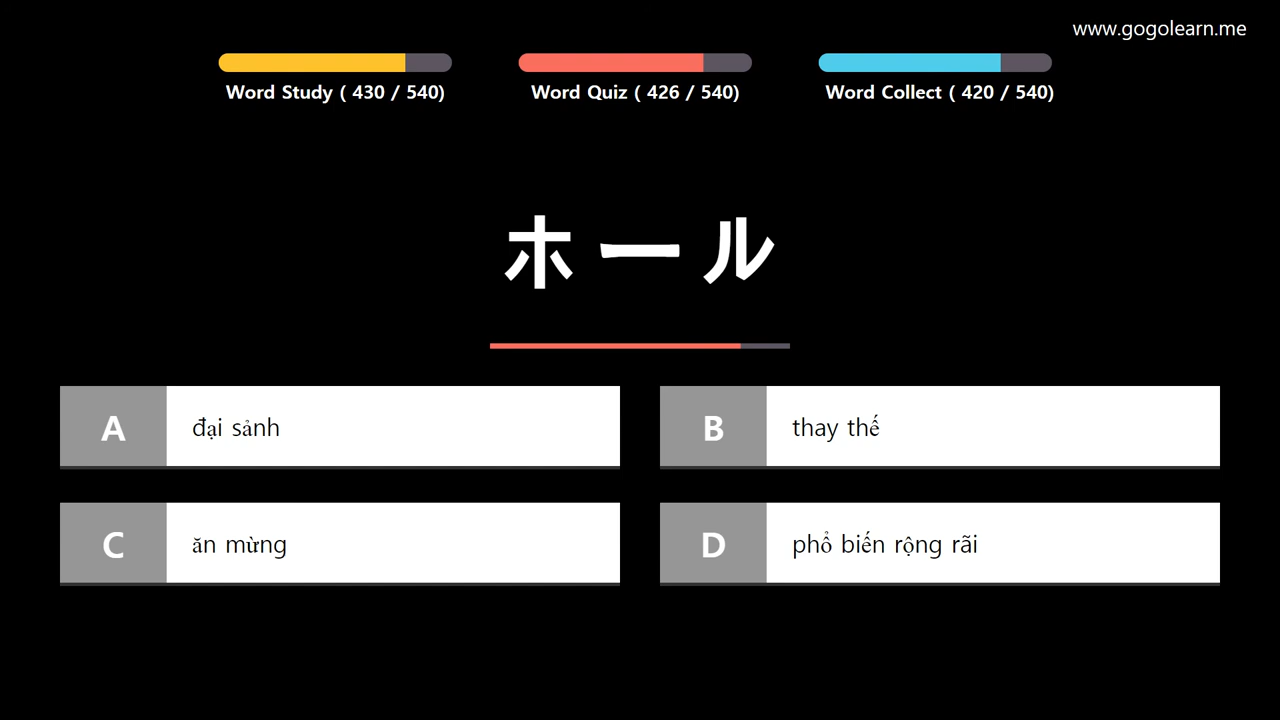 www.gogolearn.me
Word Study ( 430 / 540)
Word Quiz ( 426 / 540)
Word Collect ( 420 / 540)
ホール
A đại sảnh
B thay thế
C ăn mừng
D phổ biến rộng rãi